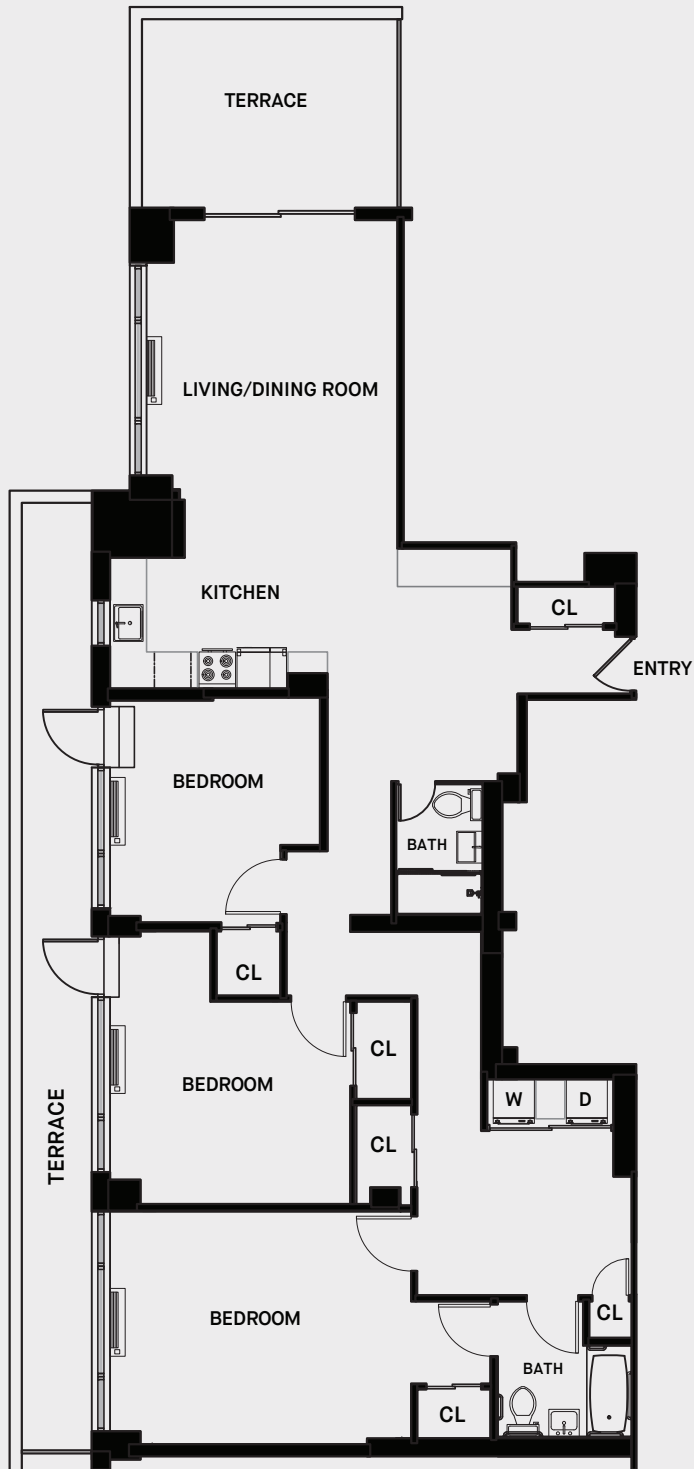 TERRACE
LIVING/DINING ROOM
KITCHEN
CL
ENTRY
BEDROOM
BATH
CL
CL
BEDROOM
W
D
TERRACE
CL
BEDROOM
CL
BATH
CL